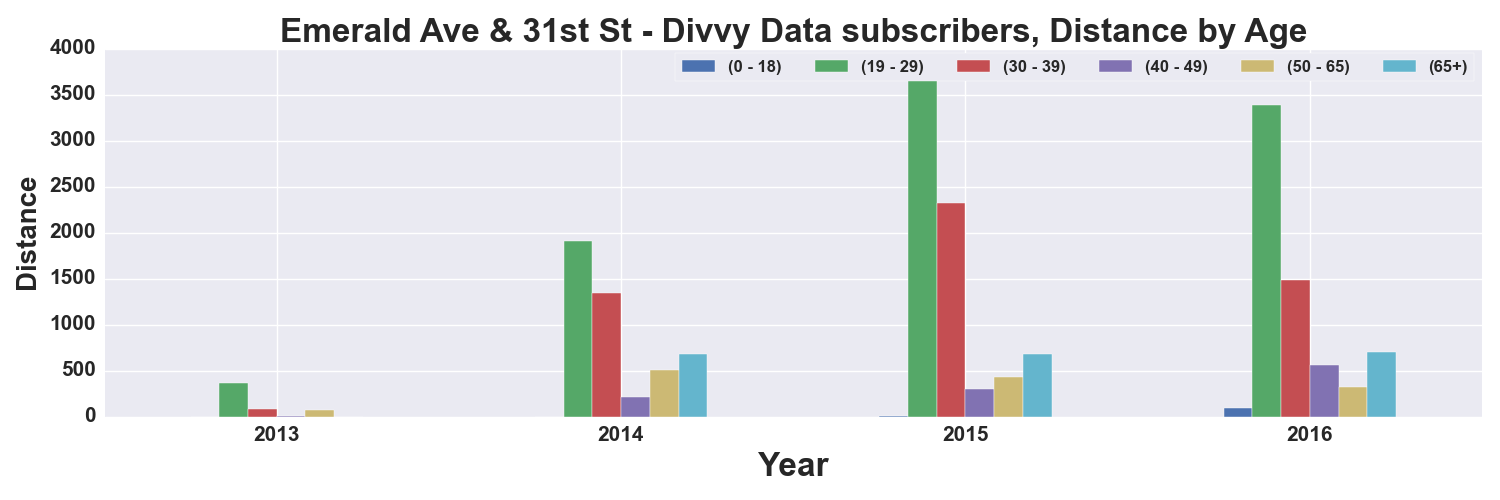 Emerald Ave & 31st St - Divvy Data subscribers, Distance by Age
(0 - 18) (19 - 29) (30 - 39) (40 - 49) (50 - 65) (65+)
Distance
4000
3500
3000
2500
2000
1500
1000
500
0
2013 2014 2015 2016
Year